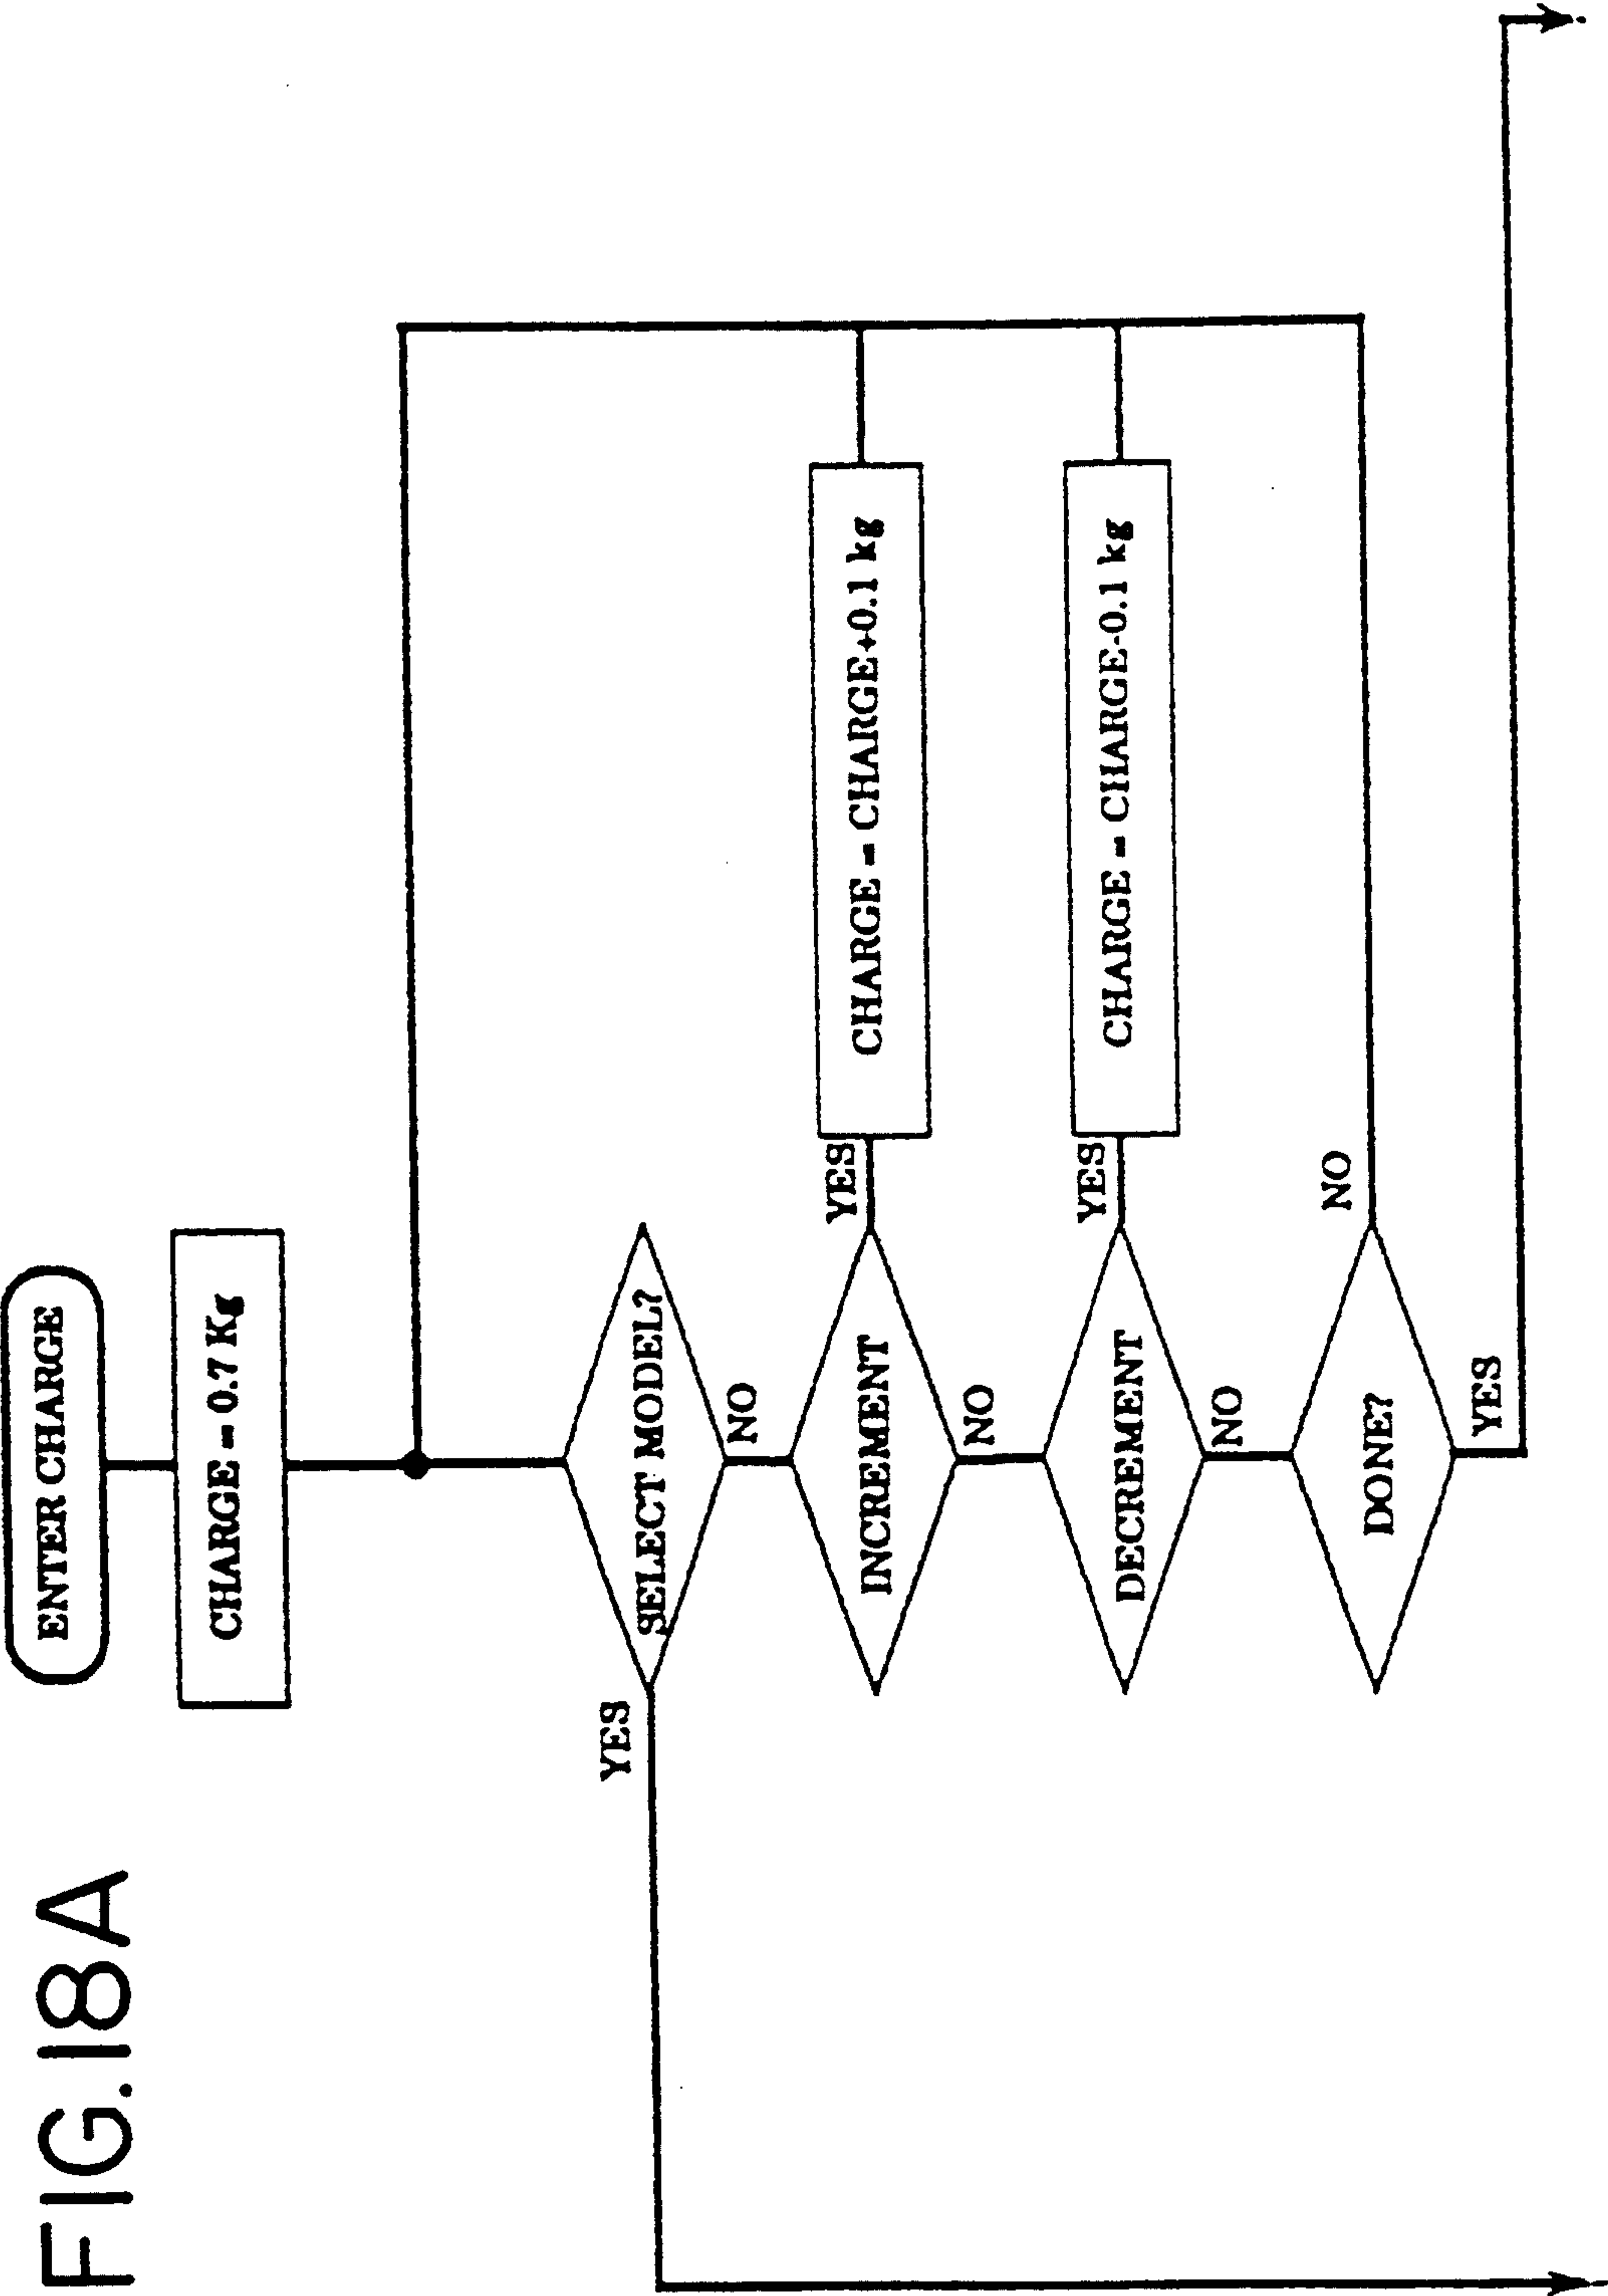 FIG.18A
ENTER CHARGE
CHARGE = 0.7 Kg
SELECT MODEL?
YES
NO
INCREMENT
YES
CHARGE = CHARGE+0.1 kg
NO
DECREMENT
YES
CHARGE = CHARGE-0.1 kg
NO
DONE?
NO
YES